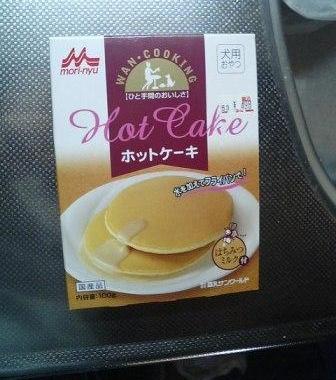 mori-nyu
WAN・COOKING
【ひと手間のおいしさ】
犬用
おやつ
Hot Cake
ホットケーキ
水を加えてフライパンで!
はちみつ
ミルク付
国産品
内容量:100g
森乳サンワールド